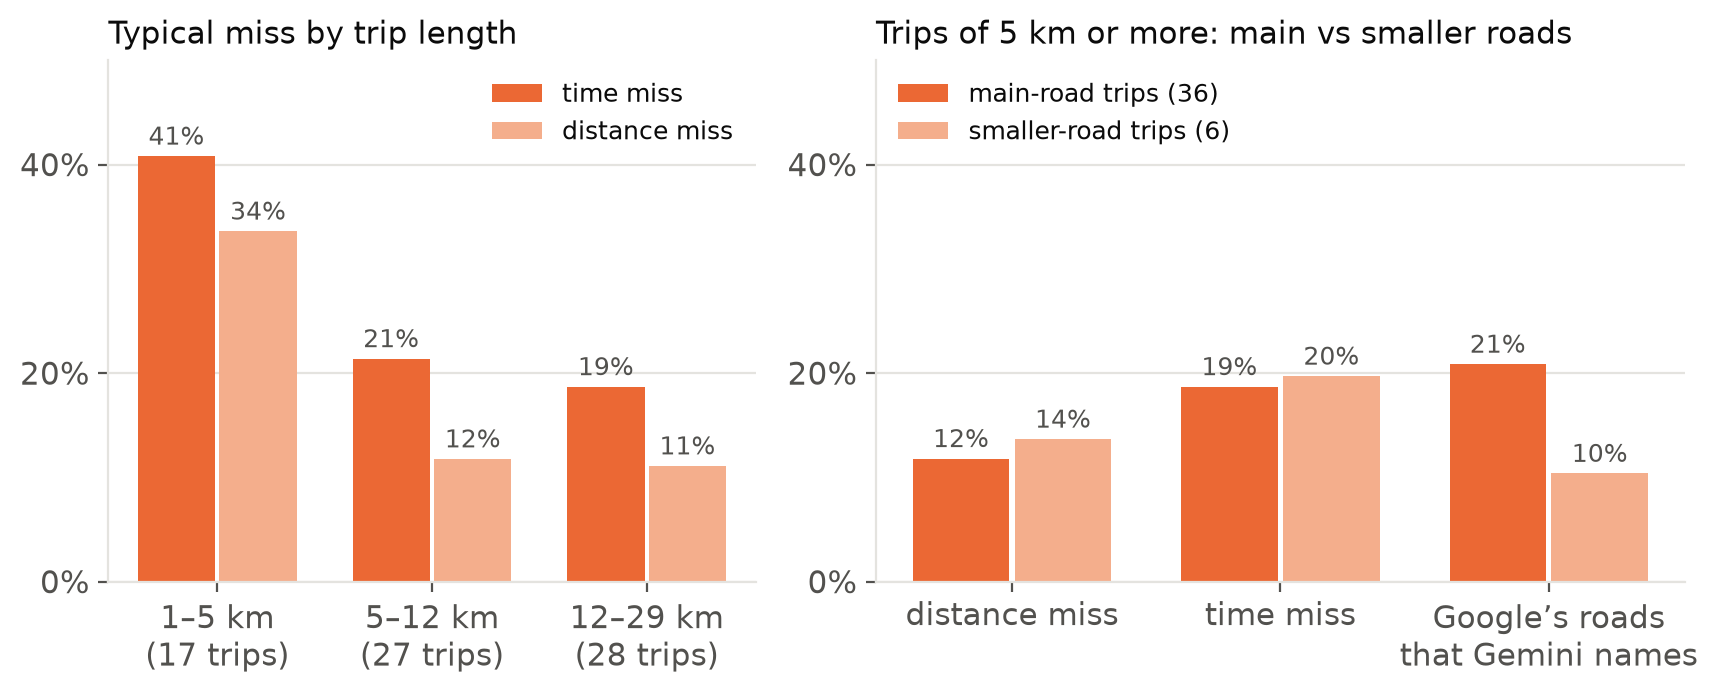 Typical miss by trip length
time miss
distance miss
41%
34%
21%
12%
19%
11%
40%
20%
0%
1–5 km
(17 trips)
5–12 km
(27 trips)
12–29 km
(28 trips)
Trips of 5 km or more: main vs smaller roads
main-road trips (36)
smaller-road trips (6)
40%
20%
0%
12%
14%
19%
20%
21%
10%
distance miss
time miss
Google’s roads
that Gemini names